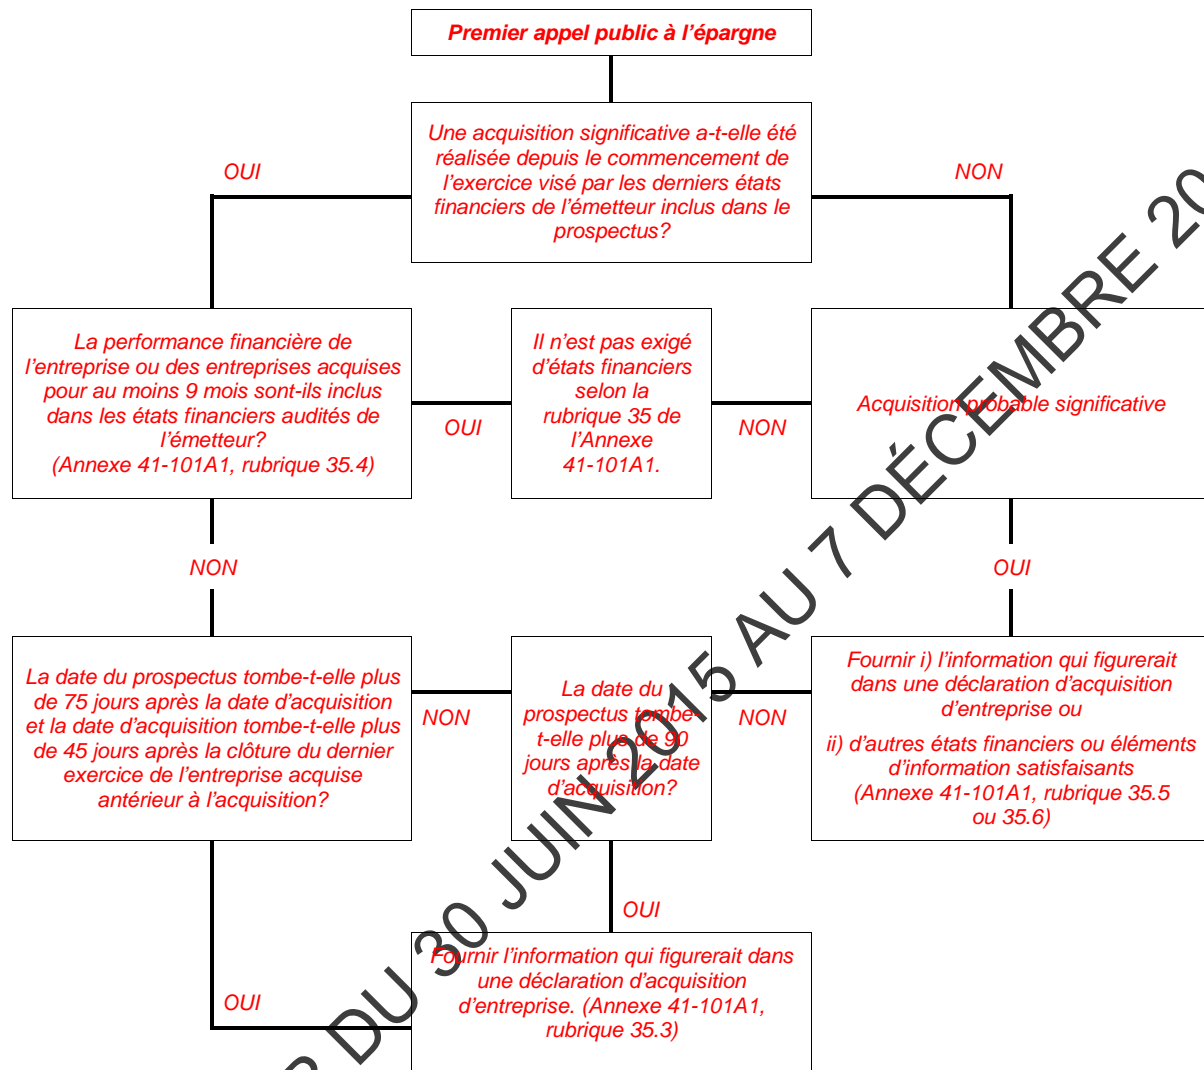 Premier appel public à l'épargne
Une acquisition significative a-t-elle été
réalisée depuis le commencement de
l'exercice visé par les derniers états
financiers de l'émetteur inclus dans le
prospectus?
OUI
NON
La performance financière de
l'entreprise ou des entreprises acquises
pour au moins 9 mois sont-ils inclus
dans les états financiers audités de
l'émetteur?
(Annexe 41-101A1, rubrique 35.4)
OUI
Il n'est pas exigé
d'états financiers
selon la
rubrique 35 de
l'Annexe
41-101A1.
NON
Acquisition probable significative
NON
OUI
La date du prospectus tombe-t-elle plus
de 75 jours après la date d'acquisition
et la date d'acquisition tombe-t-elle plus
de 45 jours après la clôture du dernier
exercice de l'entreprise acquise
antérieur à l'acquisition?
NON
La date du
prospectus tombe-
t-elle plus de 90
jours après la date
d'acquisition?
NON
Fournir i) l'information qui figurerait
dans une déclaration d'acquisition
d'entreprise ou
ii) d'autres états financiers ou éléments
d'information satisfaisants
(Annexe 41-101A1, rubrique 35.5
ou 35.6)
OUI
OUI
Fournir l'information qui figurerait dans
une déclaration d'acquisition
d'entreprise. (Annexe 41-101A1,
rubrique 35.3)
DU 30 JUIN 2015 AU 7 DÉCEMBRE